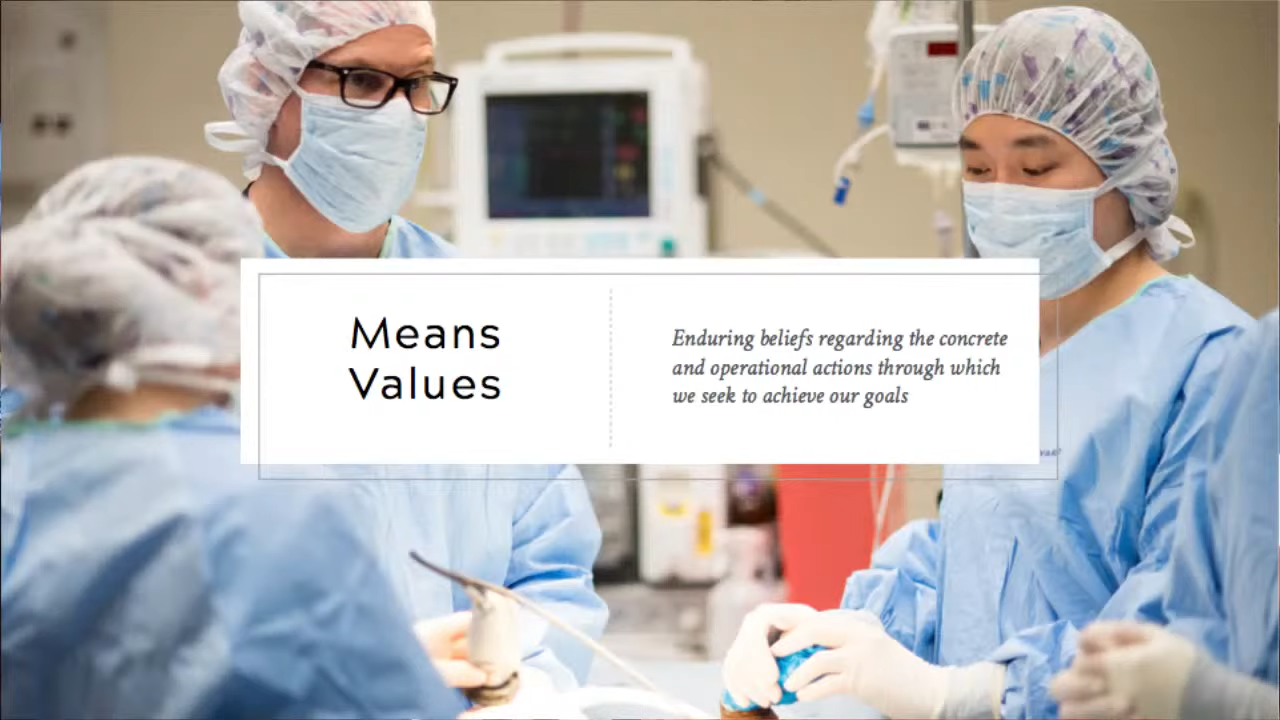 Means
Values
Enduring beliefs regarding the concrete
and operational actions through which
we seek to achieve our goals